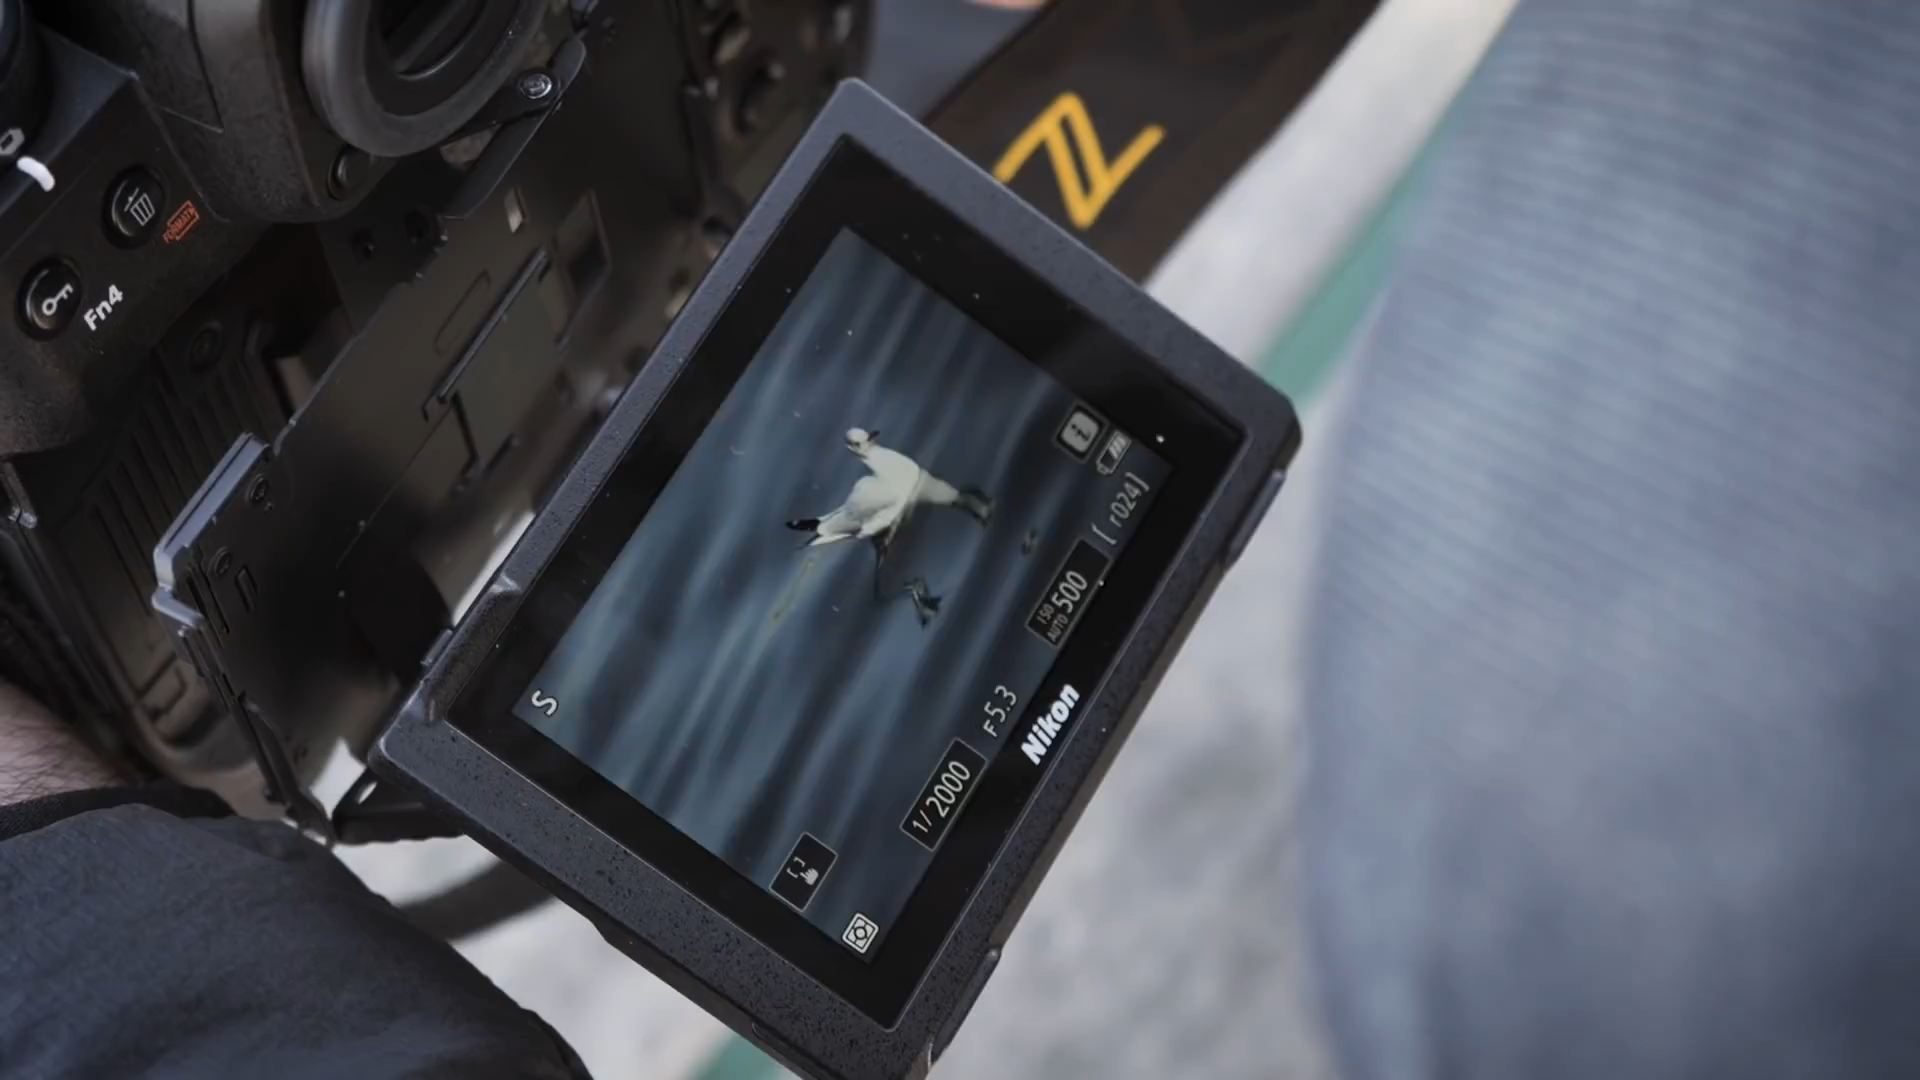 FORMAT
Fn4
Z
S
1/2000
F5.3
ISO
AUTO 500
[ r024]
i
Nikon